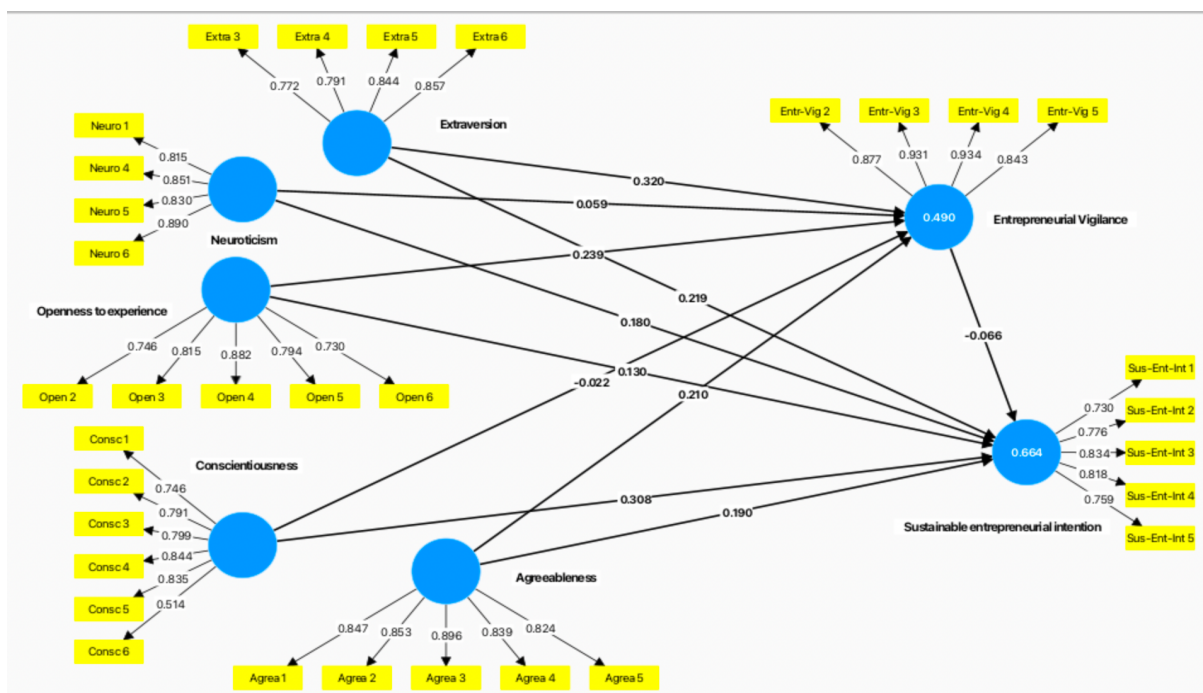 Extra 3 Extra 4 Extra 5 Extra 6
0.772 0.791 0.844 0.857
Extraversion
Neuro 1
Neuro 4
Neuro 5
Neuro 6
0.815
0.851
0.830
0.890
Neuroticism
Entr-Vig 2 Entr-Vig 3 Entr-Vig 4 Entr-Vig 5
0.877 0.931 0.934 0.843
0.490
Entrepreneurial Vigilance
0.320
0.059
0.239
0.219
0.180
-0.066
Openness to experience
0.746 0.815 0.882 0.794 0.730
Open 2 Open 3 Open 4 Open 5 Open 6
0.130
-0.022
0.210
Consc 1
Consc 2
Consc 3
Consc 4
Consc 5
Consc 6
0.746
0.791
0.799
0.844
0.835
0.514
Conscientiousness
0.308
0.190
0.664
Sustainable entrepreneurial intention
0.730
0.776
0.834
0.818
0.759
Sus-Ent-Int 1
Sus-Ent-Int 2
Sus-Ent-Int 3
Sus-Ent-Int 4
Sus-Ent-Int 5
Agreeableness
0.847 0.853 0.896 0.839 0.824
Agrea 1 Agrea 2 Agrea 3 Agrea 4 Agrea 5